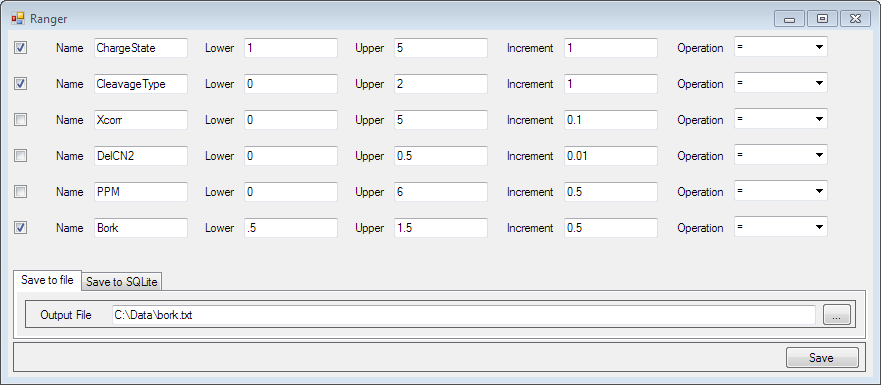 Ranger
Name ChargeState Lower 1 Upper 5 Increment 1 Operation =
Name CleavageType Lower 0 Upper 2 Increment 1 Operation =
Name Xcorr Lower 0 Upper 5 Increment 0.1 Operation =
Name DelCN2 Lower 0 Upper 0.5 Increment 0.01 Operation =
Name PPM Lower 0 Upper 6 Increment 0.5 Operation =
Name Bork Lower .5 Upper 1.5 Increment 0.5 Operation =
Save to file Save to SQLite
Output File C:\Data\bork.txt ...
Save